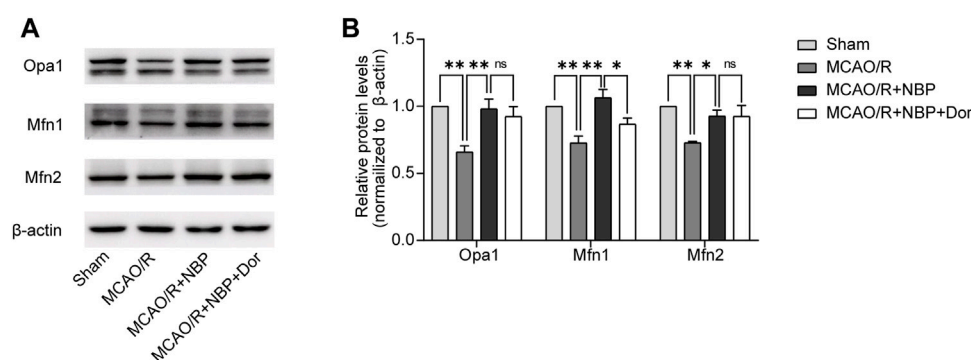 A
Opa1
Mfn1
Mfn2
β-actin
Sham
MCAO/R
MCAO/R+NBP
MCAO/R+NBP+Dor
B
Relative protein levels
(normailized to β-actin)
1.5
1.0
0.5
0.0
** ** ns
** ** *
** * ns
Opa1 Mfn1 Mfn2
Sham
MCAO/R
MCAO/R+NBP
MCAO/R+NBP+Dor